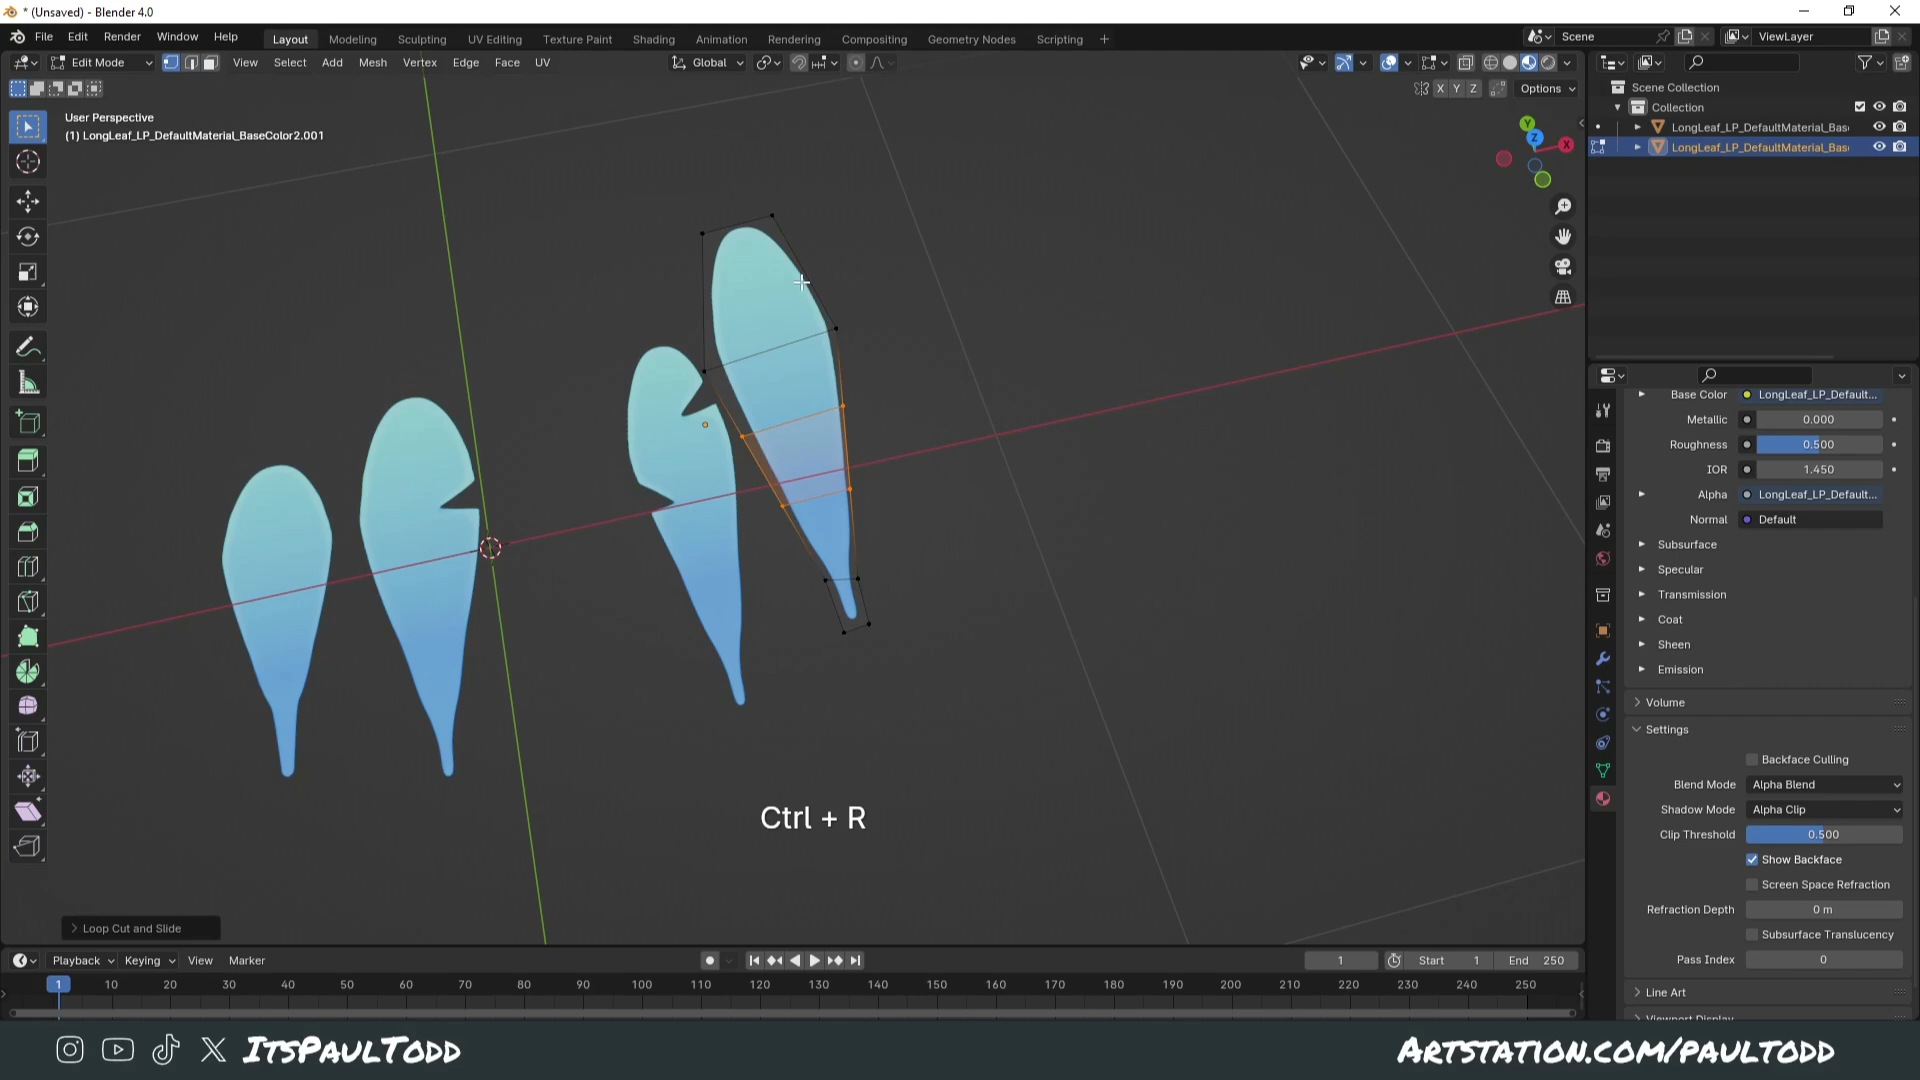 * (Unsaved) - Blender 4.0
File Edit Render Window Help Layout Modeling Sculpting UV Editing Texture Paint Shading Animation Rendering Compositing Geometry Nodes Scripting + Scene ViewLayer
Edit Mode View Select Add Mesh Vertex Edge Face UV Global
X Y Z Options
User Perspective
(1) LongLeaf_LP_DefaultMaterial_BaseColor2.001
Y
Z
X
Scene Collection
Collection
LongLeaf_LP_DefaultMaterial_Bas
LongLeaf_LP_DefaultMaterial_Bas
Base Color LongLeaf_LP_Default...
Metallic 0.000
Roughness 0.500
IOR 1.450
Alpha LongLeaf_LP_Default...
Normal Default
Subsurface
Specular
Transmission
Coat
Sheen
Emission
Volume
Settings
Backface Culling
Blend Mode Alpha Blend
Shadow Mode Alpha Clip
Clip Threshold 0.500
Show Backface
Screen Space Refraction
Refraction Depth 0 m
Subsurface Translucency
Pass Index 0
Line Art
Viewport Display
Ctrl + R
Loop Cut and Slide
Playback Keying View Marker 1 Start 1 End 250
1 10 20 30 40 50 60 70 80 90 100 110 120 130 140 150 160 170 180 190 200 210 220 230 240 250
ItsPaulTodd Artstation.com/paultodd